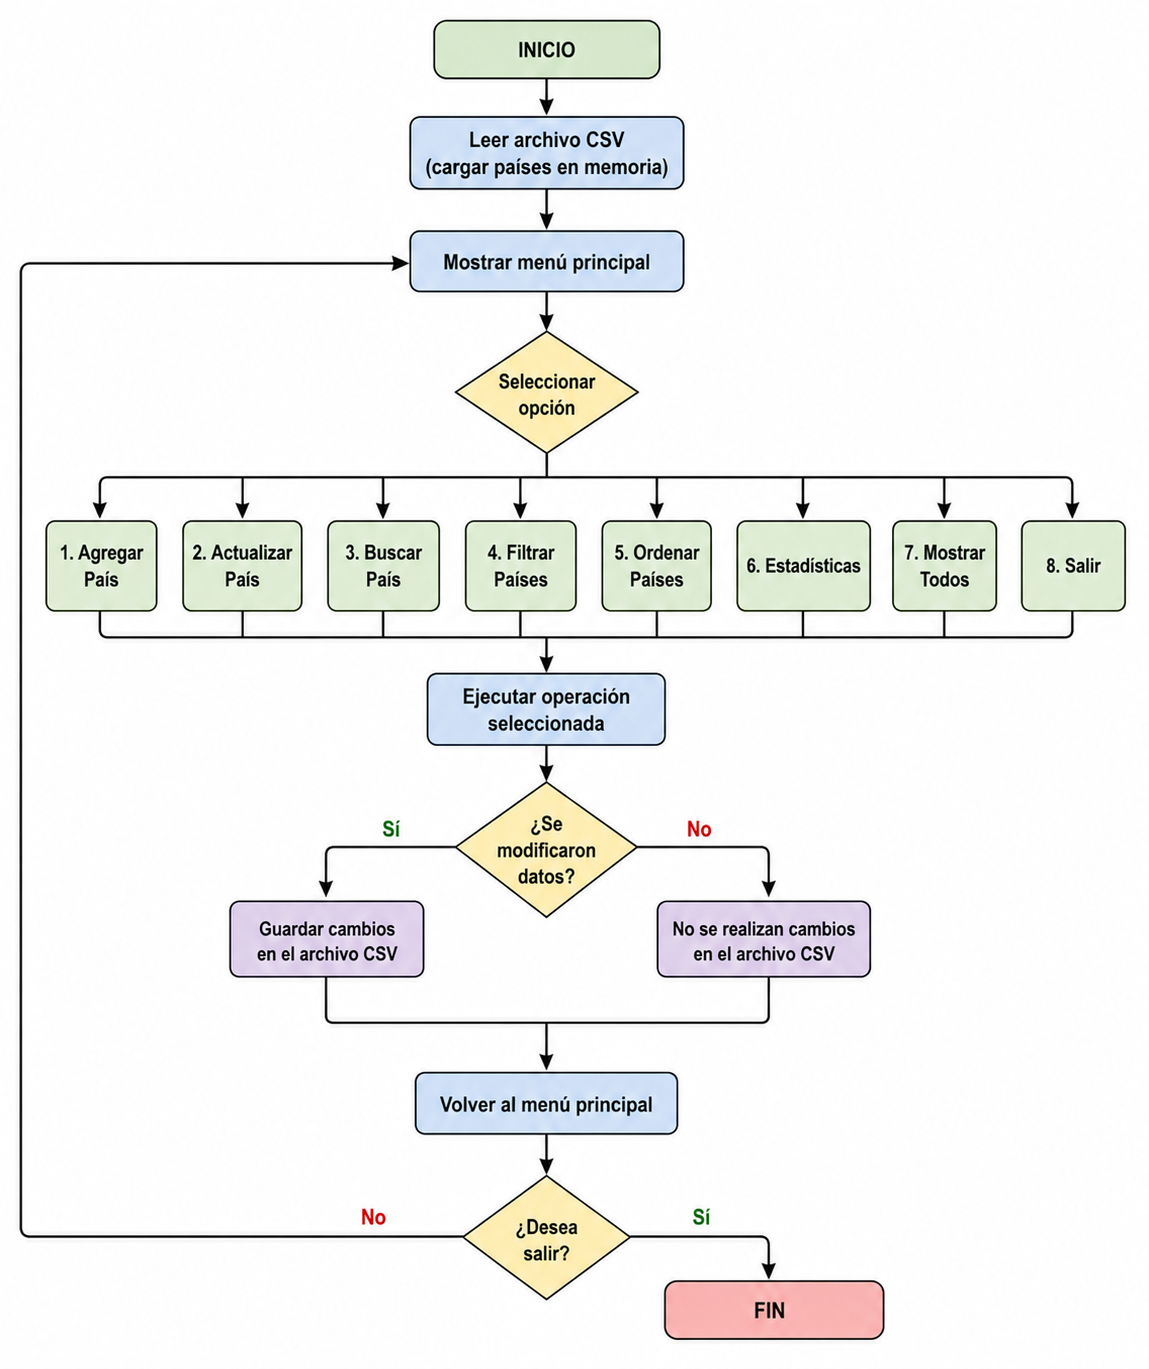 INICIO
Leer archivo CSV
(cargar países en memoria)
Mostrar menú principal
Seleccionar
opción
1. Agregar
País
2. Actualizar
País
3. Buscar
País
4. Filtrar
Países
5. Ordenar
Países
6. Estadísticas
7. Mostrar
Todos
8. Salir
Ejecutar operación
seleccionada
¿Se
modificaron
datos?
Sí
No
Guardar cambios
en el archivo CSV
No se realizan cambios
en el archivo CSV
Volver al menú principal
¿Desea
salir?
No
Sí
FIN